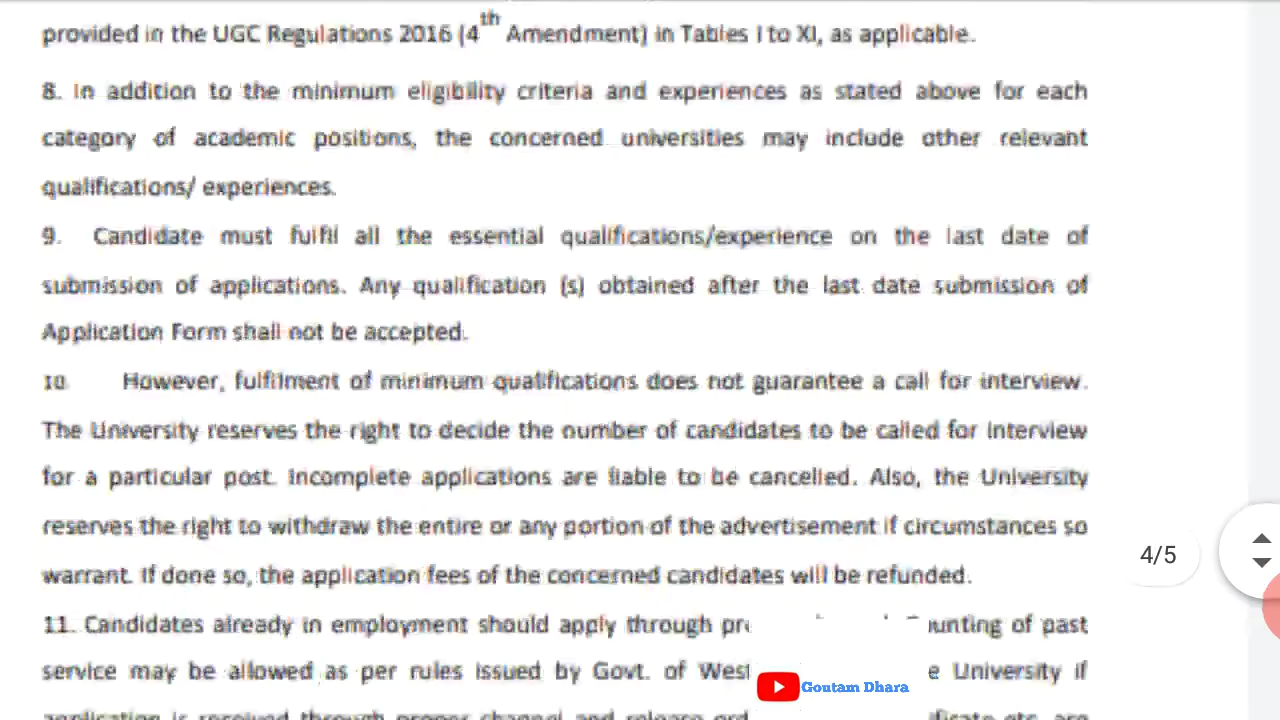 provided in the UGC Regulations 2016 (4th Amendment) in Tables I to XI, as applicable.
8. In addition to the minimum eligibility criteria and experiences as stated above for each
category of academic positions, the concerned universities may include other relevant
qualifications/ experiences.
9. Candidate must fulfil all the essential qualifications/experience on the last date of
submission of applications. Any qualification (s) obtained after the last date submission of
Application Form shall not be accepted.
10. However, fulfilment of minimum qualifications does not guarantee a call for interview.
The University reserves the right to decide the number of candidates to be called for Interview
for a particular post. Incomplete applications are liable to be cancelled. Also, the University
reserves the right to withdraw the entire or any portion of the advertisement if circumstances so
warrant. If done so, the application fees of the concerned candidates will be refunded.
4/5
11. Candidates already in employment should apply through of past
service may be allowed as per rules issued by Govt. of West University if
Goutam Dhara
application is received through proper channel and release